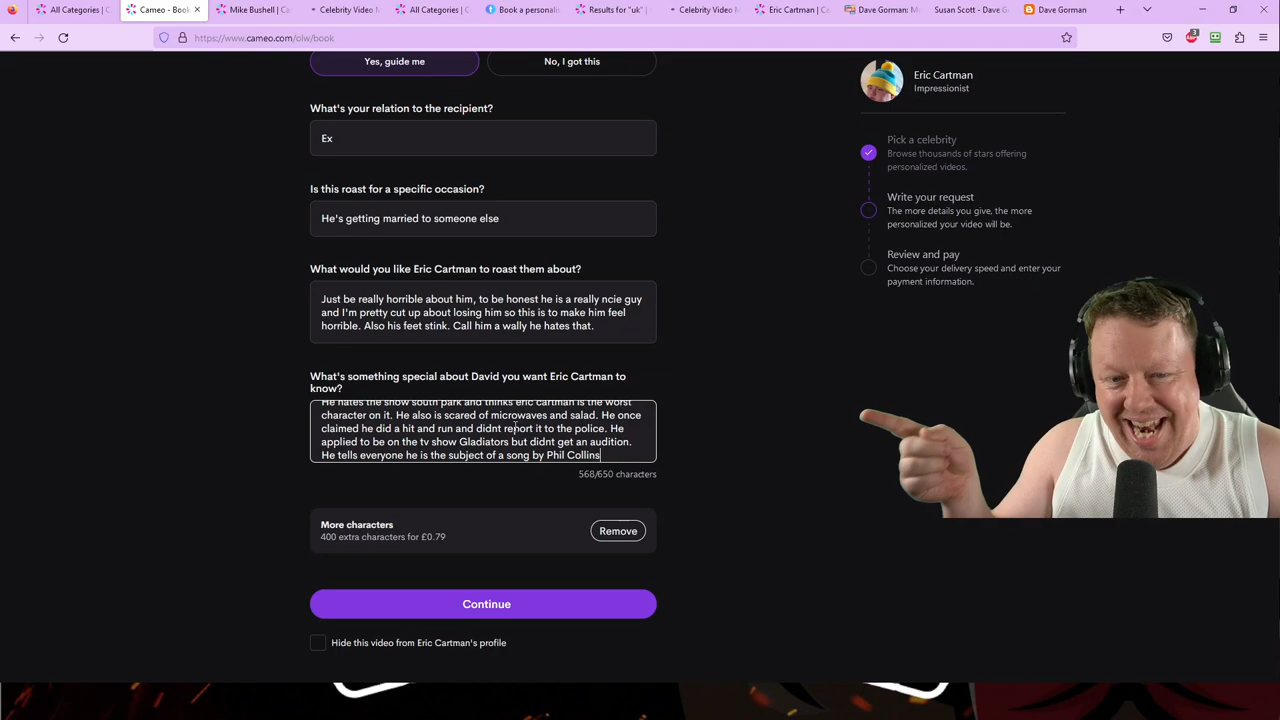 All Categories | C
Cameo - Book
Mike Bushell | Ca
Celebrity Video M
All Categories | C
Book a personalis
Results for "uk" |
Celebrity Video M
Eric Cartman | Ca
Dave Gorman: M
Susan Scott - Dave G
Dave Gorman
https://www.cameo.com/olw/book
3
Yes, guide me
No, I got this
What's your relation to the recipient?
Ex
Is this roast for a specific occasion?
He's getting married to someone else
What would you like Eric Cartman to roast them about?
Just be really horrible about him, to be honest he is a really ncie guy
and I'm pretty cut up about losing him so this is to make him feel
horrible. Also his feet stink. Call him a wally he hates that.
What's something special about David you want Eric Cartman to
know?
He hates the show south park and thinks eric cartman is the worst
character on it. He also is scared of microwaves and salad. He once
claimed he did a hit and run and didnt report it to the police. He
applied to be on the tv show Gladiators but didnt get an audition.
He tells everyone he is the subject of a song by Phil Collins
568/650 characters
More characters
400 extra characters for £0.79
Remove
Continue
Hide this video from Eric Cartman's profile
Eric Cartman
Impressionist
Pick a celebrity
Browse thousands of stars offering
personalized videos.
Write your request
The more details you give, the more
personalized your video will be.
Review and pay
Choose your delivery speed and enter your
payment information.